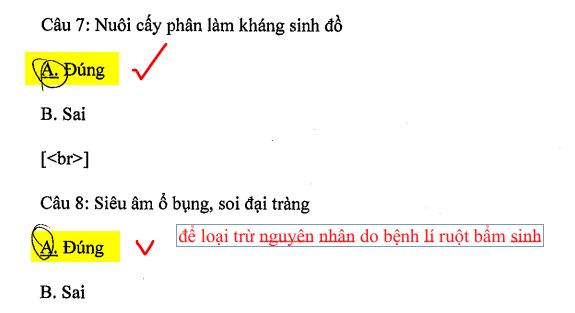 Câu 7: Nuôi cấy phân làm kháng sinh đồ
A. Đúng
B. Sai
[<br>]
Câu 8: Siêu âm ổ bụng, soi đại tràng
A. Đúng
để loại trừ nguyên nhân do bệnh lí ruột bẩm sinh
B. Sai